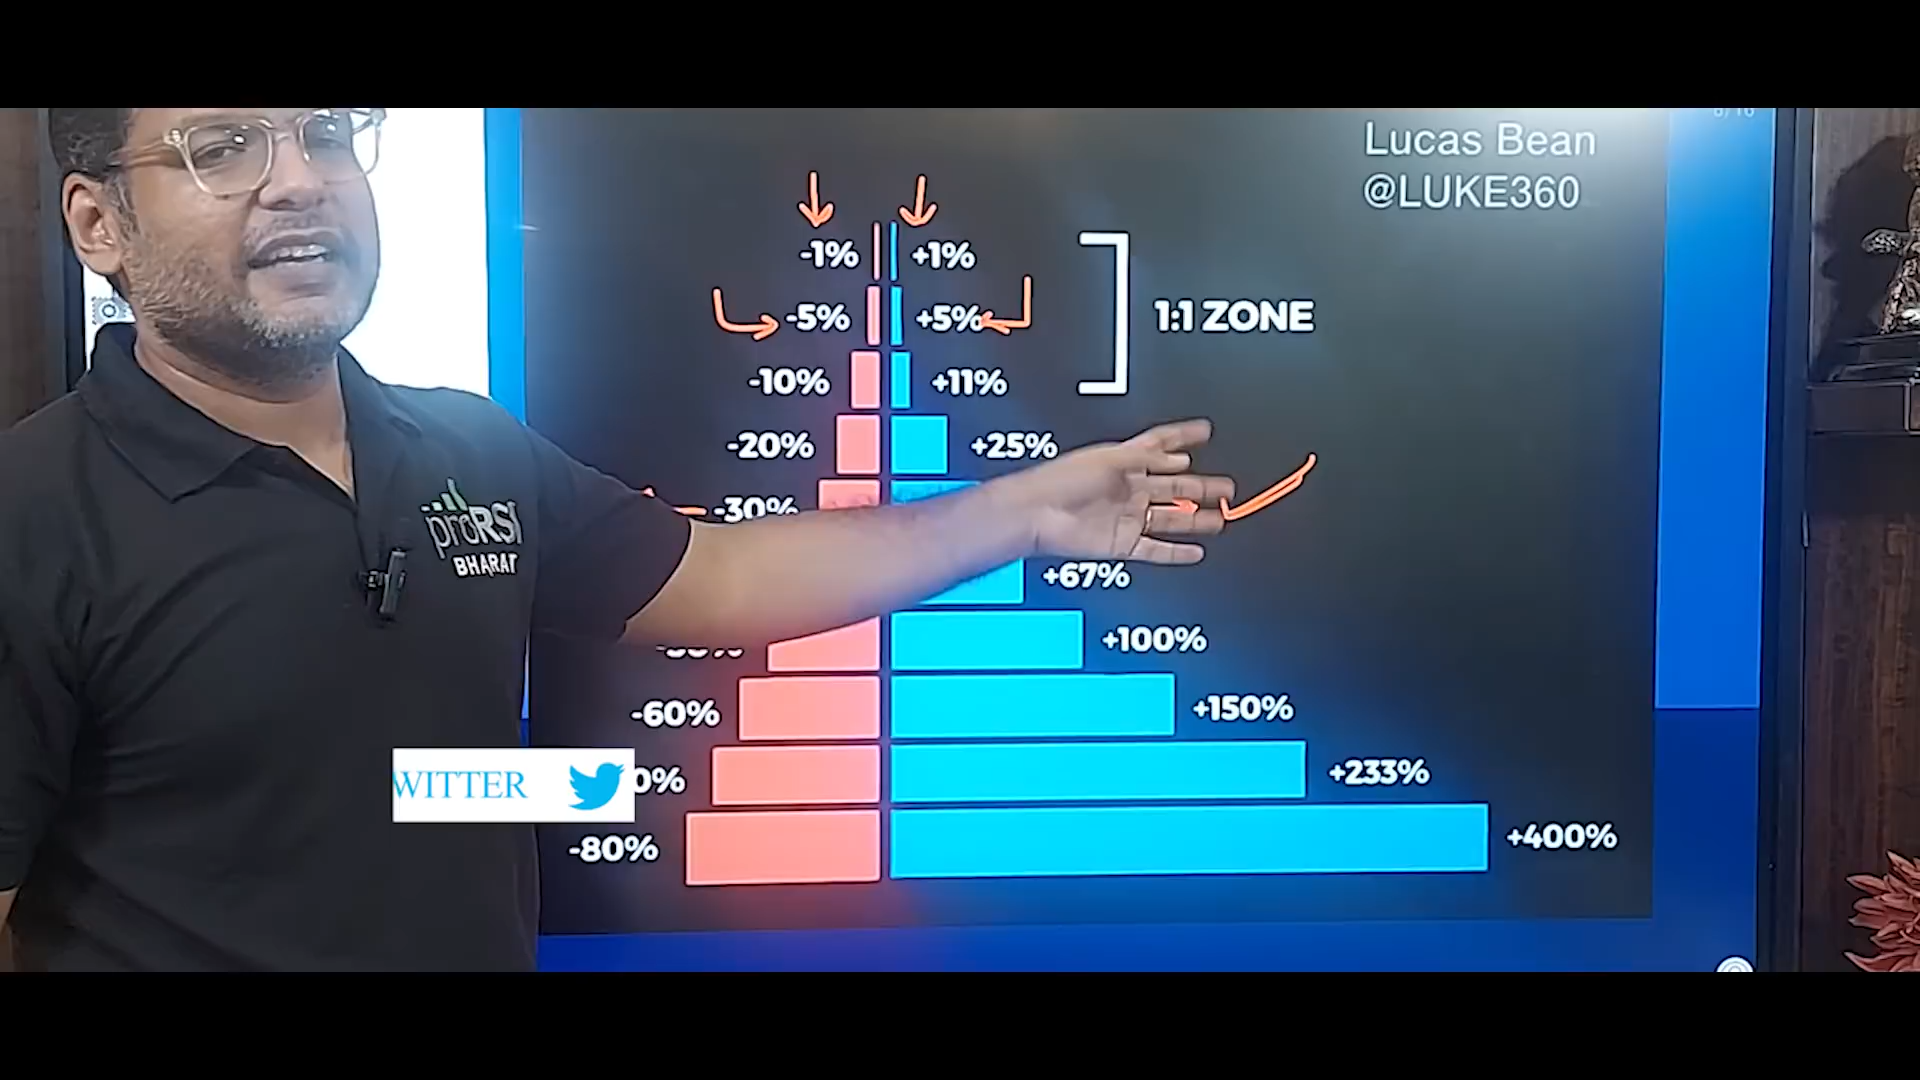 Lucas Bean
@LUKE360
-1% +1%
-5% +5%
1:1 ZONE
-10% +11%
-20% +25%
-30%
+67%
+100%
-60% +150%
0% +233%
-80% +400%
proRSI
BHARAT
WITTER